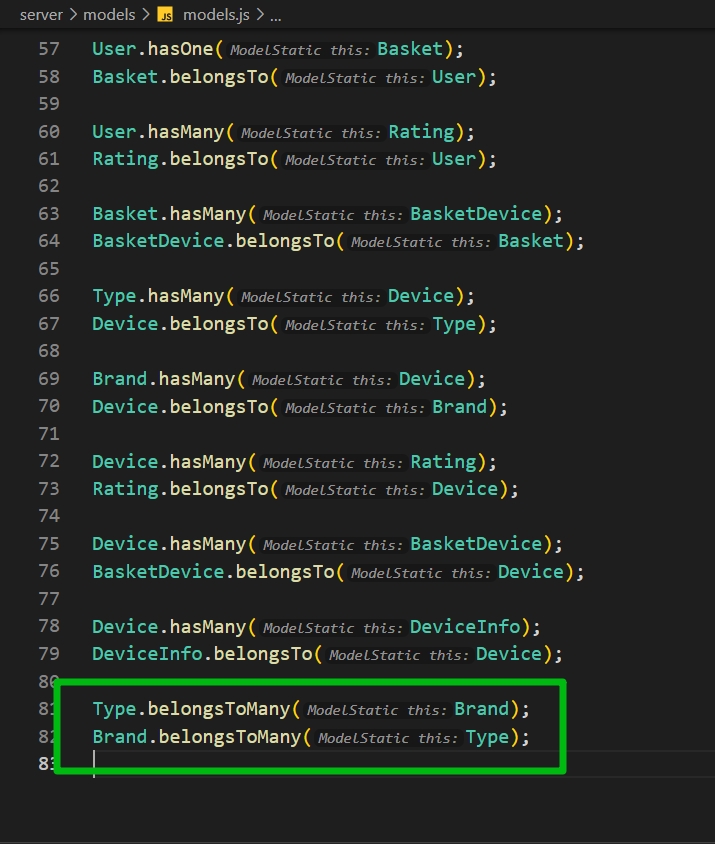 server > models > JS models.js > ...
57 User.hasOne( ModelStatic this: Basket);
58 Basket.belongsTo( ModelStatic this: User);
59
60 User.hasMany( ModelStatic this: Rating);
61 Rating.belongsTo( ModelStatic this: User);
62
63 Basket.hasMany( ModelStatic this: BasketDevice);
64 BasketDevice.belongsTo( ModelStatic this: Basket);
65
66 Type.hasMany( ModelStatic this: Device);
67 Device.belongsTo( ModelStatic this: Type);
68
69 Brand.hasMany( ModelStatic this: Device);
70 Device.belongsTo( ModelStatic this: Brand);
71
72 Device.hasMany( ModelStatic this: Rating);
73 Rating.belongsTo( ModelStatic this: Device);
74
75 Device.hasMany( ModelStatic this: BasketDevice);
76 BasketDevice.belongsTo( ModelStatic this: Device);
77
78 Device.hasMany( ModelStatic this: DeviceInfo);
79 DeviceInfo.belongsTo( ModelStatic this: Device);
80
81 Type.belongsToMany( ModelStatic this: Brand);
82 Brand.belongsToMany( ModelStatic this: Type);
83